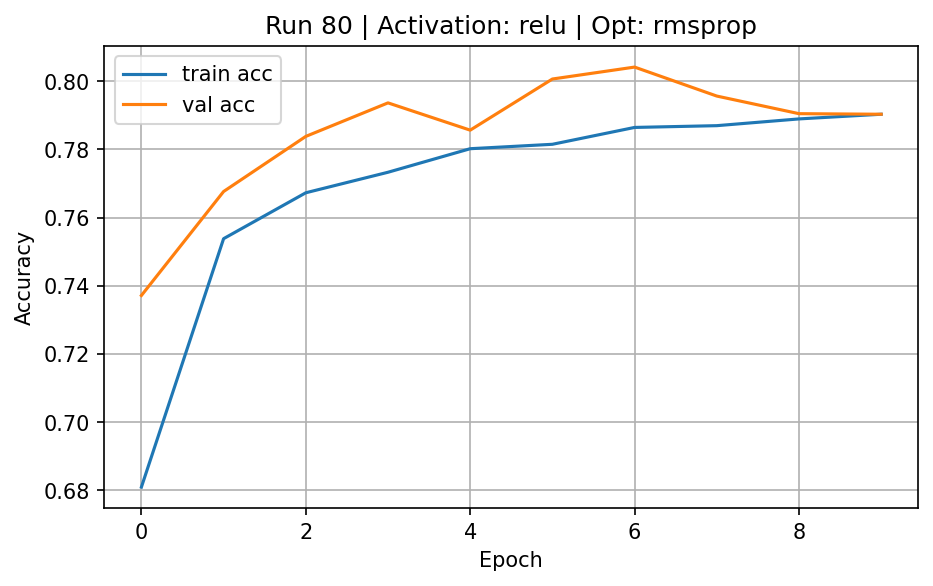 Run 80 | Activation: relu | Opt: rmsprop
train acc
val acc
0.80
0.78
0.76
0.74
0.72
0.70
0.68
Accuracy
0 2 4 6 8
Epoch